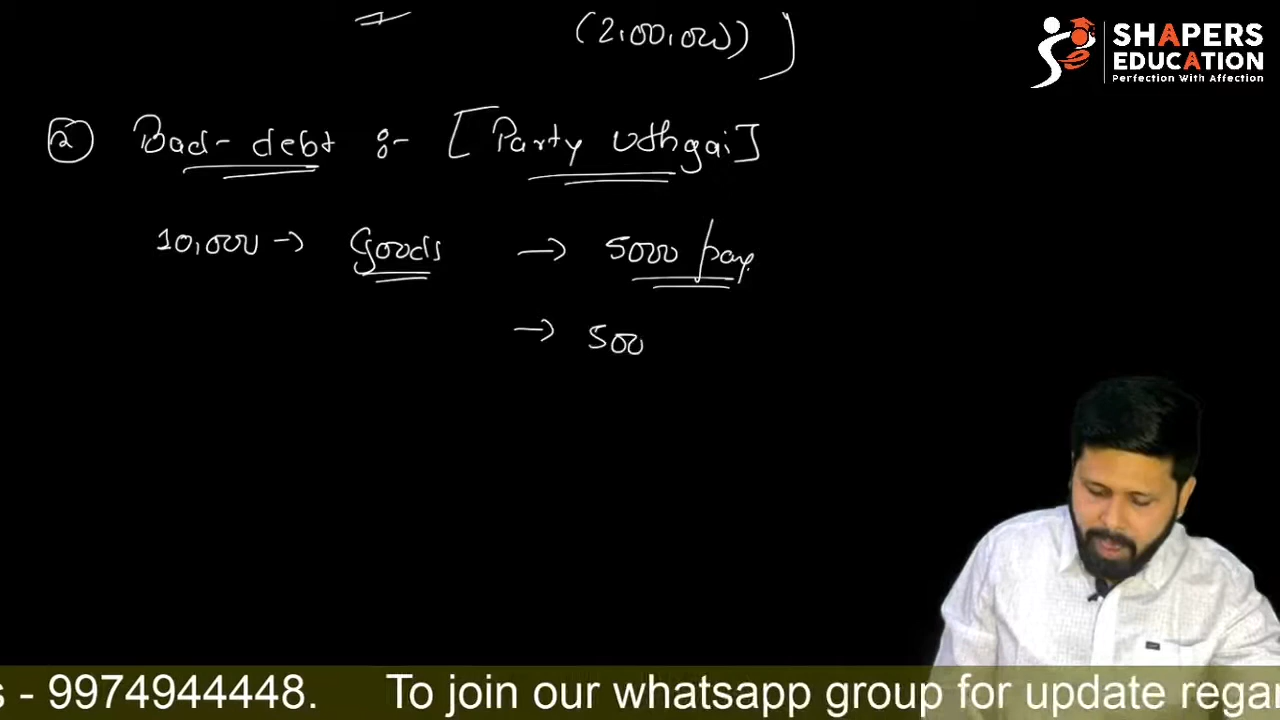 (2,00,000)
SHAPERS
EDUCATION
Perfection With Affection
2 Bad-debt :- [Party uthgai]
10,000 → Goods → 5000 pay
→ 500
s - 9974944448. To join our whatsapp group for update regar